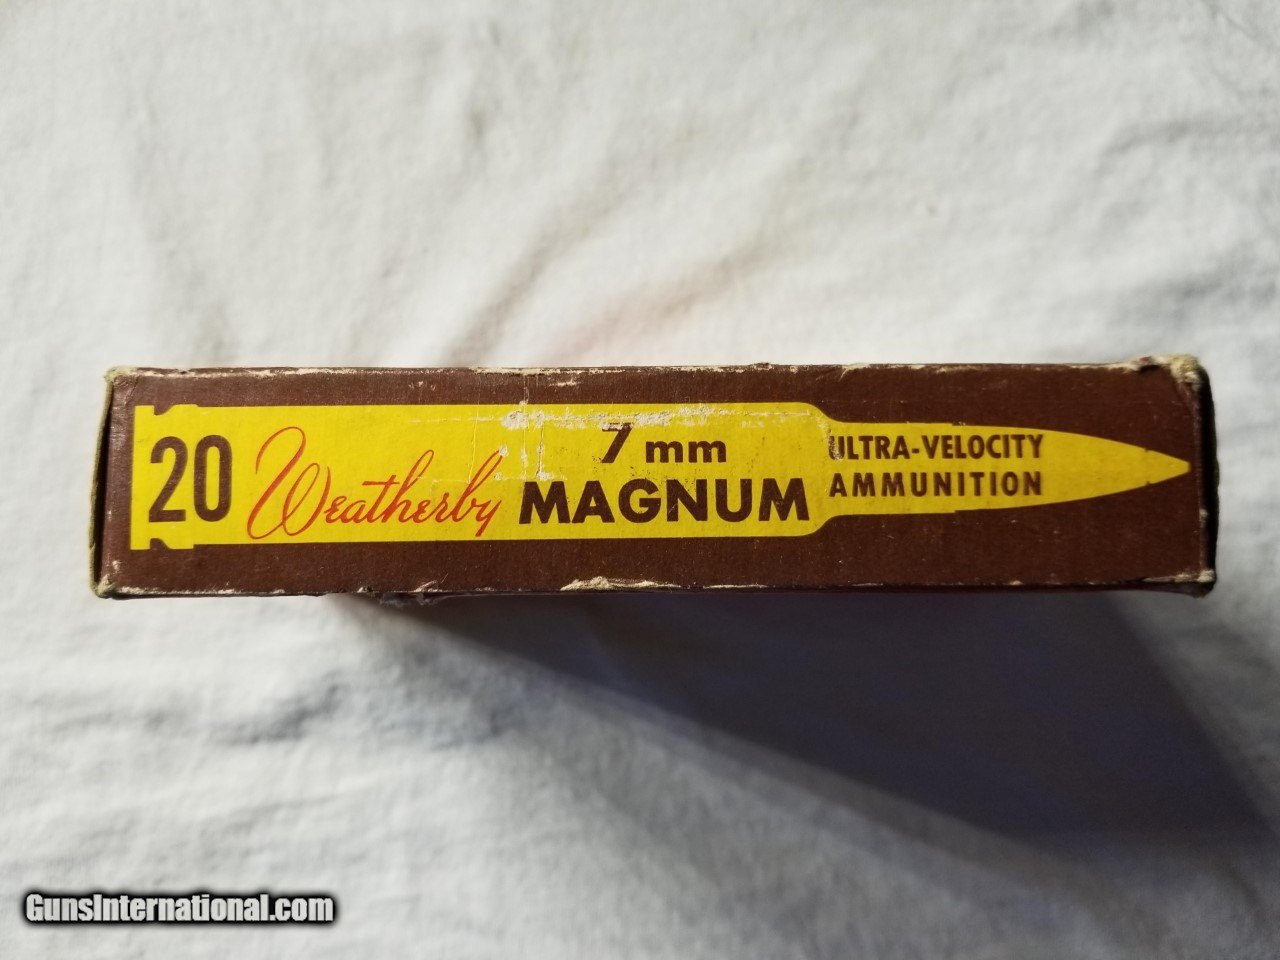 20 Weatherby 7 mm MAGNUM
ULTRA-VELOCITY
AMMUNITION
GunsInternational.com